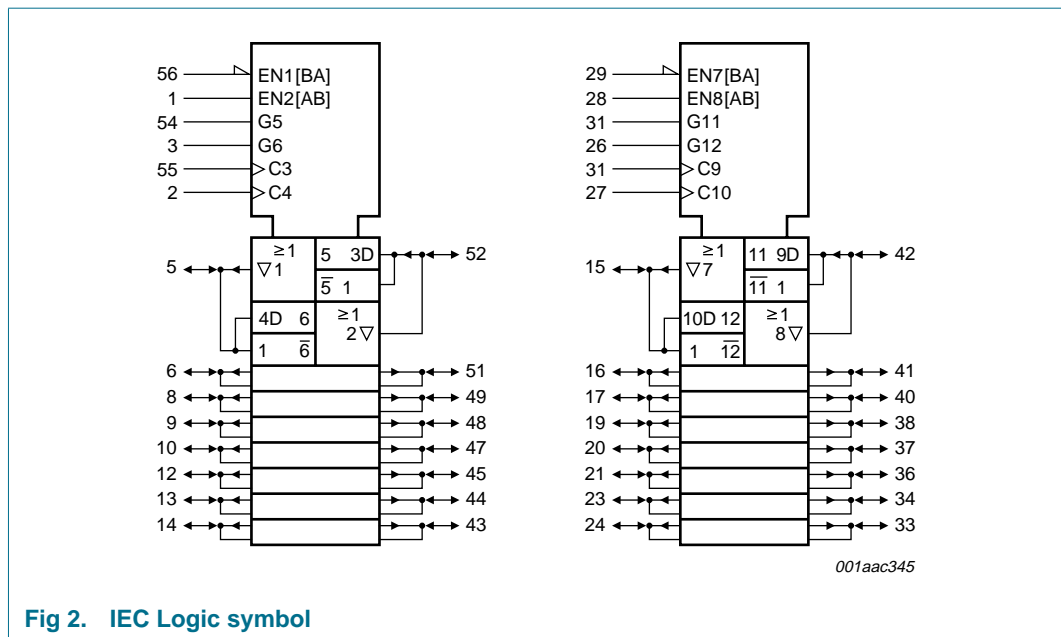 56 EN1[BA]
1 EN2[AB]
54 G5
3 G6
55 C3
2 C4
≥1 5 3D
5 ▽1 52
5̅ 1
4D 6 ≥1
2▽
1 6̅
6 51
8 49
9 48
10 47
12 45
13 44
14 43
29 EN7[BA]
28 EN8[AB]
31 G11
26 G12
31 C9
27 C10
≥1 11 9D
15 ▽7 42
1̅1̅ 1
10D 12 ≥1
8▽
1 1̅2̅
16 41
17 40
19 38
20 37
21 36
23 34
24 33
001aac345
Fig 2. IEC Logic symbol